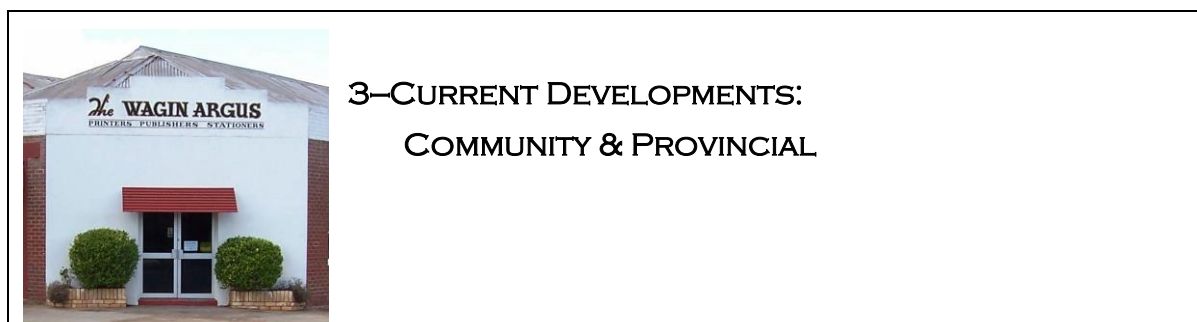 The WAGIN ARGUS
PRINTERS PUBLISHERS STATIONERS
3—CURRENT DEVELOPMENTS:
COMMUNITY & PROVINCIAL